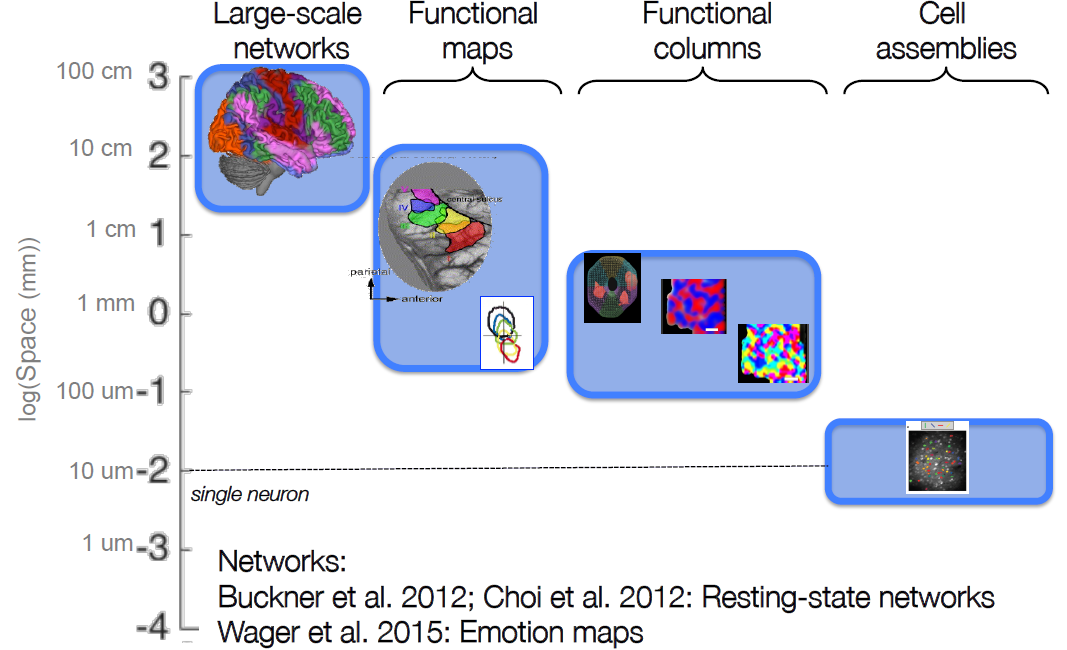 Large-scale
networks
Functional
maps
Functional
columns
Cell
assemblies
100 cm 3
10 cm 2
1 cm 1
1 mm 0
100 um -1
10 um -2
1 um -3
-4
log(Space (mm))
central sulcus
IV
parietal
anterior
single neuron
Networks:
Buckner et al. 2012; Choi et al. 2012: Resting-state networks
Wager et al. 2015: Emotion maps